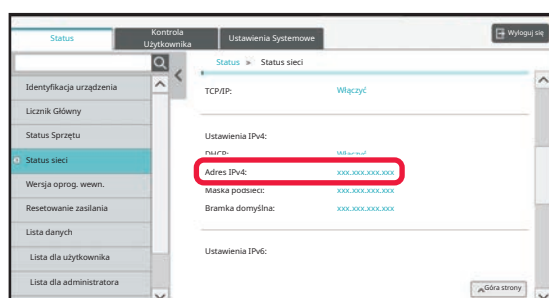 Status
Kontrola
Użytkownika
Ustawienia Systemowe
Wyloguj się
Status Status sieci
Identyfikacja urządzenia
Licznik Główny
Status Sprzętu
Status sieci
Wersja oprog. wewn.
Resetowanie zasilania
Lista danych
Lista dla użytkownika
Lista dla administratora
TCP/IP: Włączyć
Ustawienia IPv4:
DHCP: Włączyć
Adres IPv4: xxx.xxx.xxx.xxx
Maska podsieci: xxx.xxx.xxx.xxx
Bramka domyślna: xxx.xxx.xxx.xxx
Ustawienia IPv6:
Góra strony